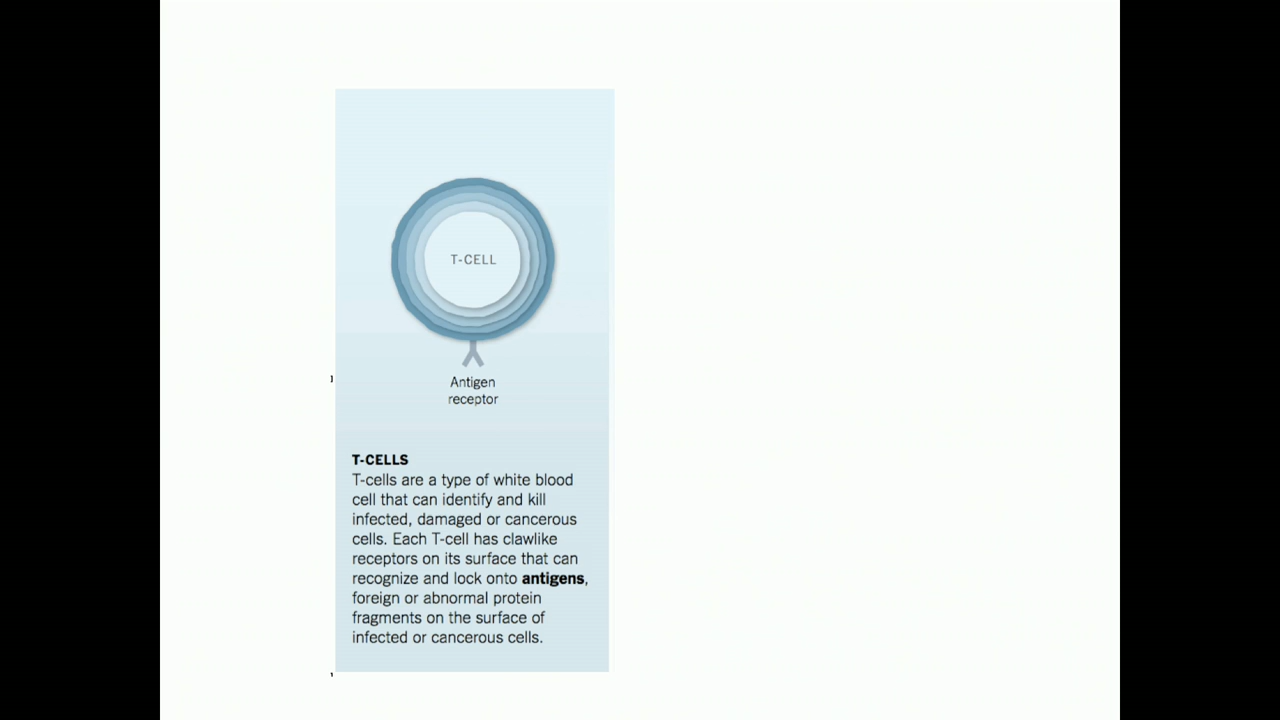 T-CELL
Antigen
receptor
T-CELLS
T-cells are a type of white blood
cell that can identify and kill
infected, damaged or cancerous
cells. Each T-cell has clawlike
receptors on its surface that can
recognize and lock onto antigens,
foreign or abnormal protein
fragments on the surface of
infected or cancerous cells.